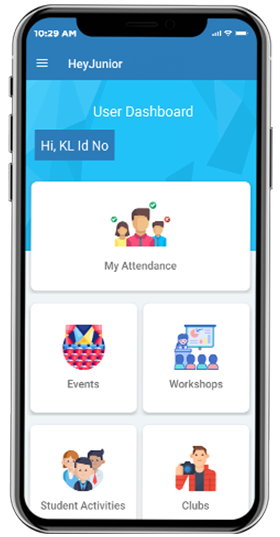 10:29 AM
HeyJunior
User Dashboard
Hi, KL Id No
My Attendance
Events
Workshops
Student Activities
Clubs